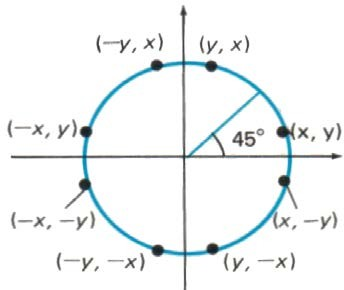 (−y, x) (y, x)
(−x, y) 45° (x, y)
(−x, −y) (x, −y)
(−y, −x) (y, −x)